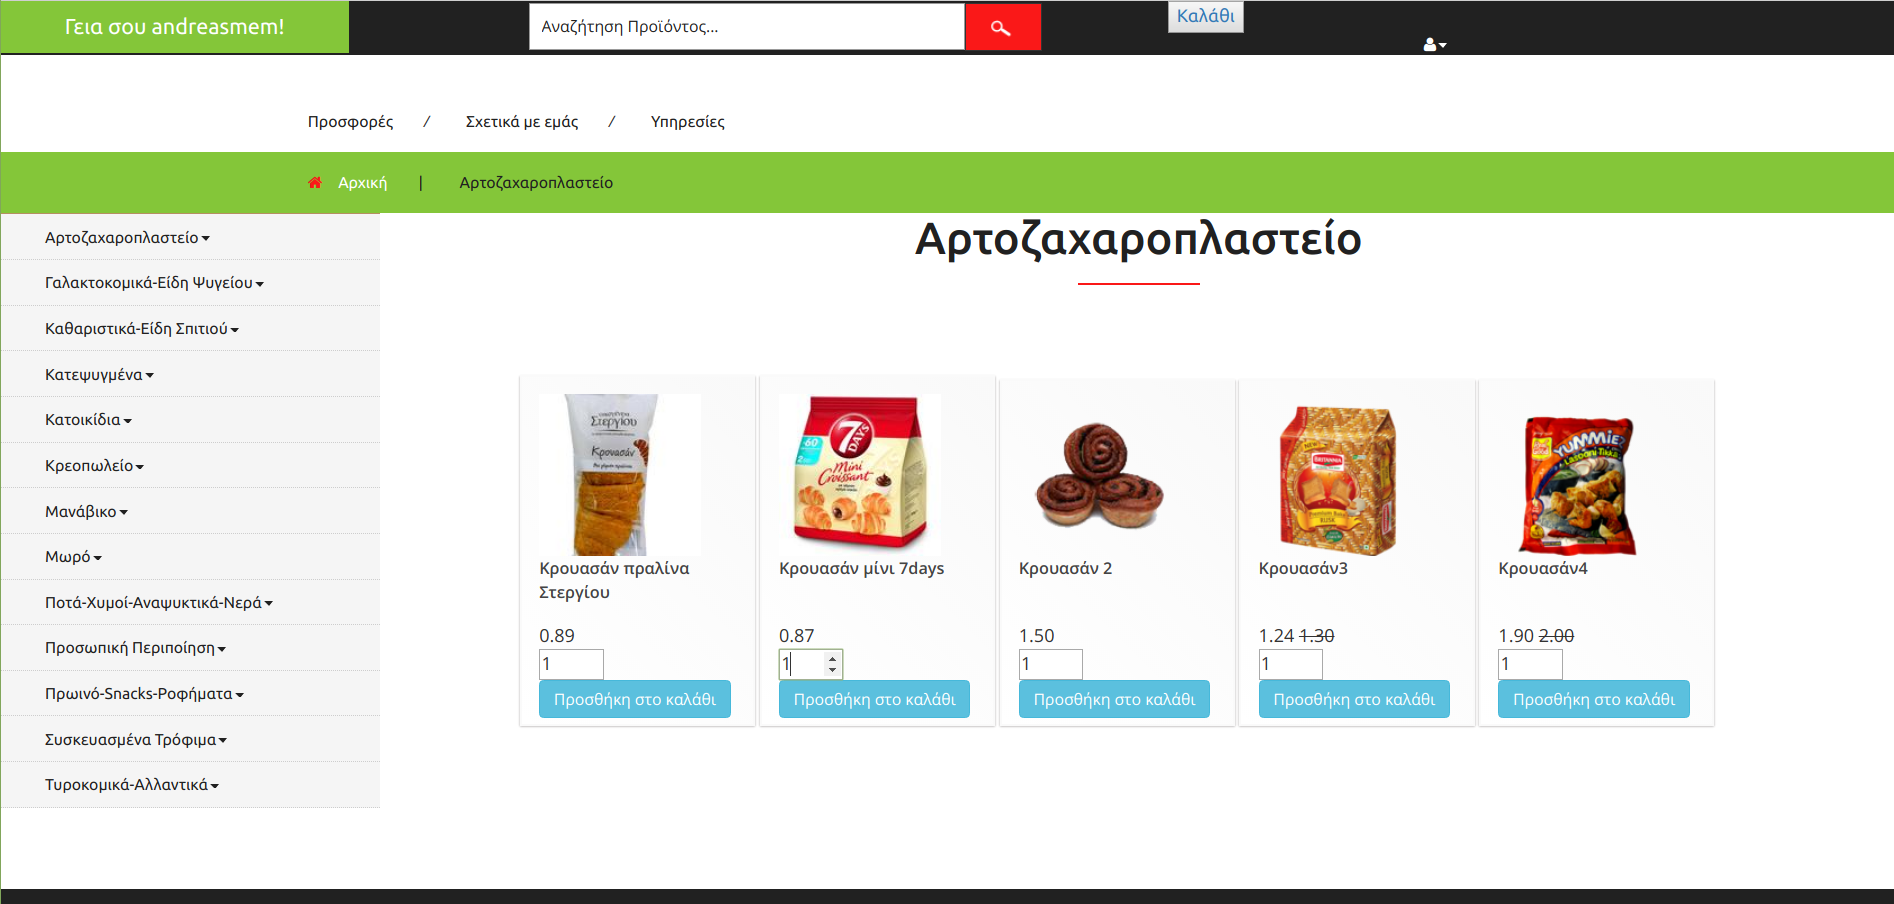 Γεια σου andreasmem!
Αναζήτηση Προϊόντος...
Καλάθι
Προσφορές / Σχετικά με εμάς / Υπηρεσίες
Αρχική | Αρτοζαχαροπλαστείο
Αρτοζαχαροπλαστείο
Γαλακτοκομικά-Είδη Ψυγείου
Καθαριστικά-Είδη Σπιτιού
Κατεψυγμένα
Κατοικίδια
Κρεοπωλείο
Μανάβικο
Μωρό
Ποτά-Χυμοί-Αναψυκτικά-Νερά
Προσωπική Περιποίηση
Πρωινό-Snacks-Ροφήματα
Συσκευασμένα Τρόφιμα
Τυροκομικά-Αλλαντικά
Αρτοζαχαροπλαστείο
Στεργίου
Κρουασάν
Κρουασάν πραλίνα
Στεργίου
0.89
1
Προσθήκη στο καλάθι
7
DAYS
Mini
Croissant
Κρουασάν μίνι 7days
0.87
1
Προσθήκη στο καλάθι
Κρουασάν 2
1.50
1
Προσθήκη στο καλάθι
BRITANNIA
RUSK
Κρουασάν3
1.24 1.30
1
Προσθήκη στο καλάθι
YUMMIEZ
Κρουασάν4
1.90 2.00
1
Προσθήκη στο καλάθι